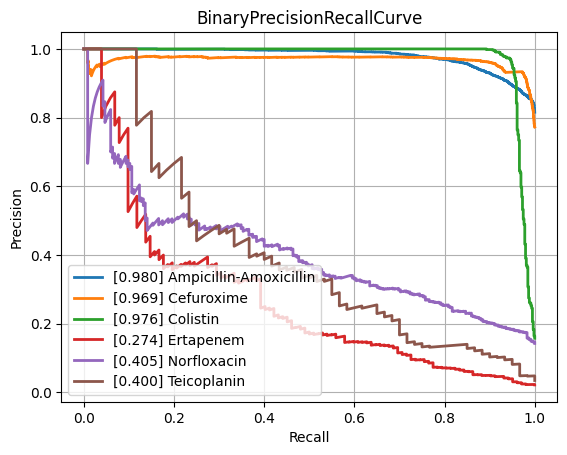 BinaryPrecisionRecallCurve
Precision
1.0
0.8
0.6
0.4
0.2
0.0
[0.980] Ampicillin-Amoxicillin
[0.969] Cefuroxime
[0.976] Colistin
[0.274] Ertapenem
[0.405] Norfloxacin
[0.400] Teicoplanin
0.0 0.2 0.4 0.6 0.8 1.0
Recall